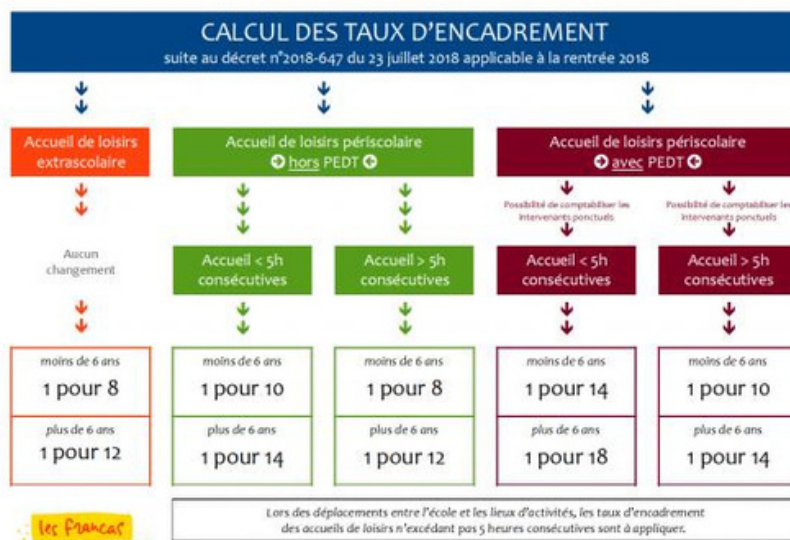 CALCUL DES TAUX D'ENCADREMENT
suite au décret n°2018-647 du 23 juillet 2018 applicable à la rentrée 2018
Accueil de loisirs
extrascolaire
Accueil de loisirs périscolaire
hors PEDT
Accueil de loisirs périscolaire
avec PEDT
Possibilité de comptabiliser les
intervenants ponctuels
Possibilité de comptabiliser les
intervenants ponctuels
Aucun
changement
Accueil < 5h
consécutives
Accueil > 5h
consécutives
Accueil < 5h
consécutives
Accueil > 5h
consécutives
moins de 6 ans
1 pour 8
plus de 6 ans
1 pour 12
moins de 6 ans
1 pour 10
plus de 6 ans
1 pour 14
moins de 6 ans
1 pour 8
plus de 6 ans
1 pour 12
moins de 6 ans
1 pour 14
plus de 6 ans
1 pour 18
moins de 6 ans
1 pour 10
plus de 6 ans
1 pour 14
les francas
Lors des déplacements entre l'école et les lieux d'activités, les taux d'encadrement
des accueils de loisirs n'excédant pas 5 heures consécutives sont à appliquer.